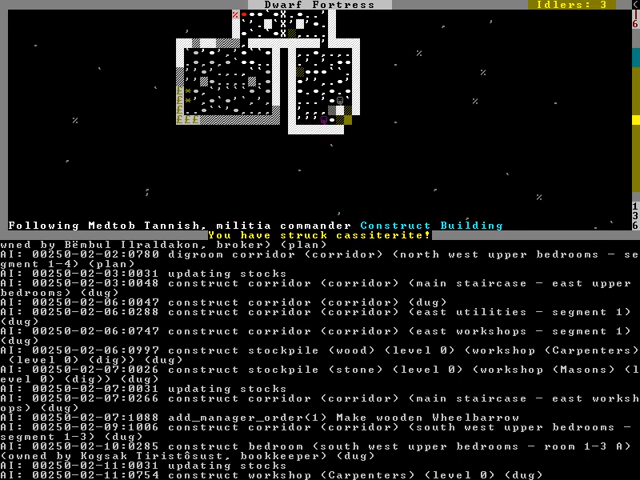 Dwarf Fortress
Idlers: 3
Following Medtob Tannish, militia commander Construct Building
You have struck cassiterite!
136
wned by Bëmbul Ilraldakon, broker) (plan)
AI: 00250-02-02:0780 digroom corridor (corridor) (north west upper bedrooms - se
gment 1-4) (plan)
AI: 00250-02-03:0031 updating stocks
AI: 00250-02-03:0048 construct corridor (corridor) (main staircase - east upper
bedrooms) (dug)
AI: 00250-02-06:0047 construct corridor (corridor) (dug)
AI: 00250-02-06:0288 construct corridor (corridor) (east utilities - segment 1)
(dug)
AI: 00250-02-06:0747 construct corridor (corridor) (east workshops - segment 1)
(dug)
AI: 00250-02-06:0997 construct stockpile (wood) (level 0) (workshop (Carpenters)
(level 0) (dig)) (dug)
AI: 00250-02-07:0026 construct stockpile (stone) (level 0) (workshop (Masons) (l
evel 0) (dig)) (dug)
AI: 00250-02-07:0031 updating stocks
AI: 00250-02-07:0266 construct corridor (corridor) (main staircase - east worksh
ops) (dug)
AI: 00250-02-07:1088 add_manager_order(1) Make wooden Wheelbarrow
AI: 00250-02-09:1006 construct corridor (corridor) (south west upper bedrooms -
segment 1-3) (dug)
AI: 00250-02-10:0285 construct bedroom (south west upper bedrooms - room 1-3 A)
(owned by Kogsak Tiristôsust, bookkeeper) (dug)
AI: 00250-02-11:0031 updating stocks
AI: 00250-02-11:0754 construct workshop (Carpenters) (level 0) (dug)